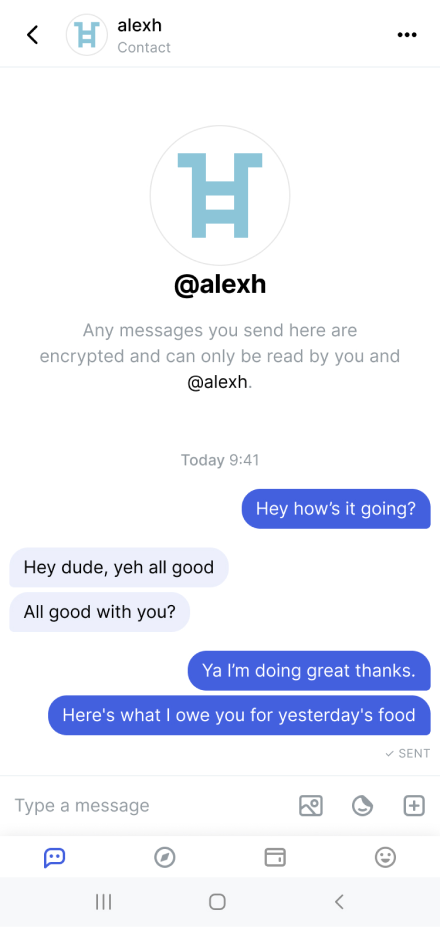 alexh
Contact
@alexh
Any messages you send here are
encrypted and can only be read by you and
@alexh.
Today 9:41
Hey how’s it going?
Hey dude, yeh all good
All good with you?
Ya I’m doing great thanks.
Here's what I owe you for yesterday's food
✓ SENT
Type a message